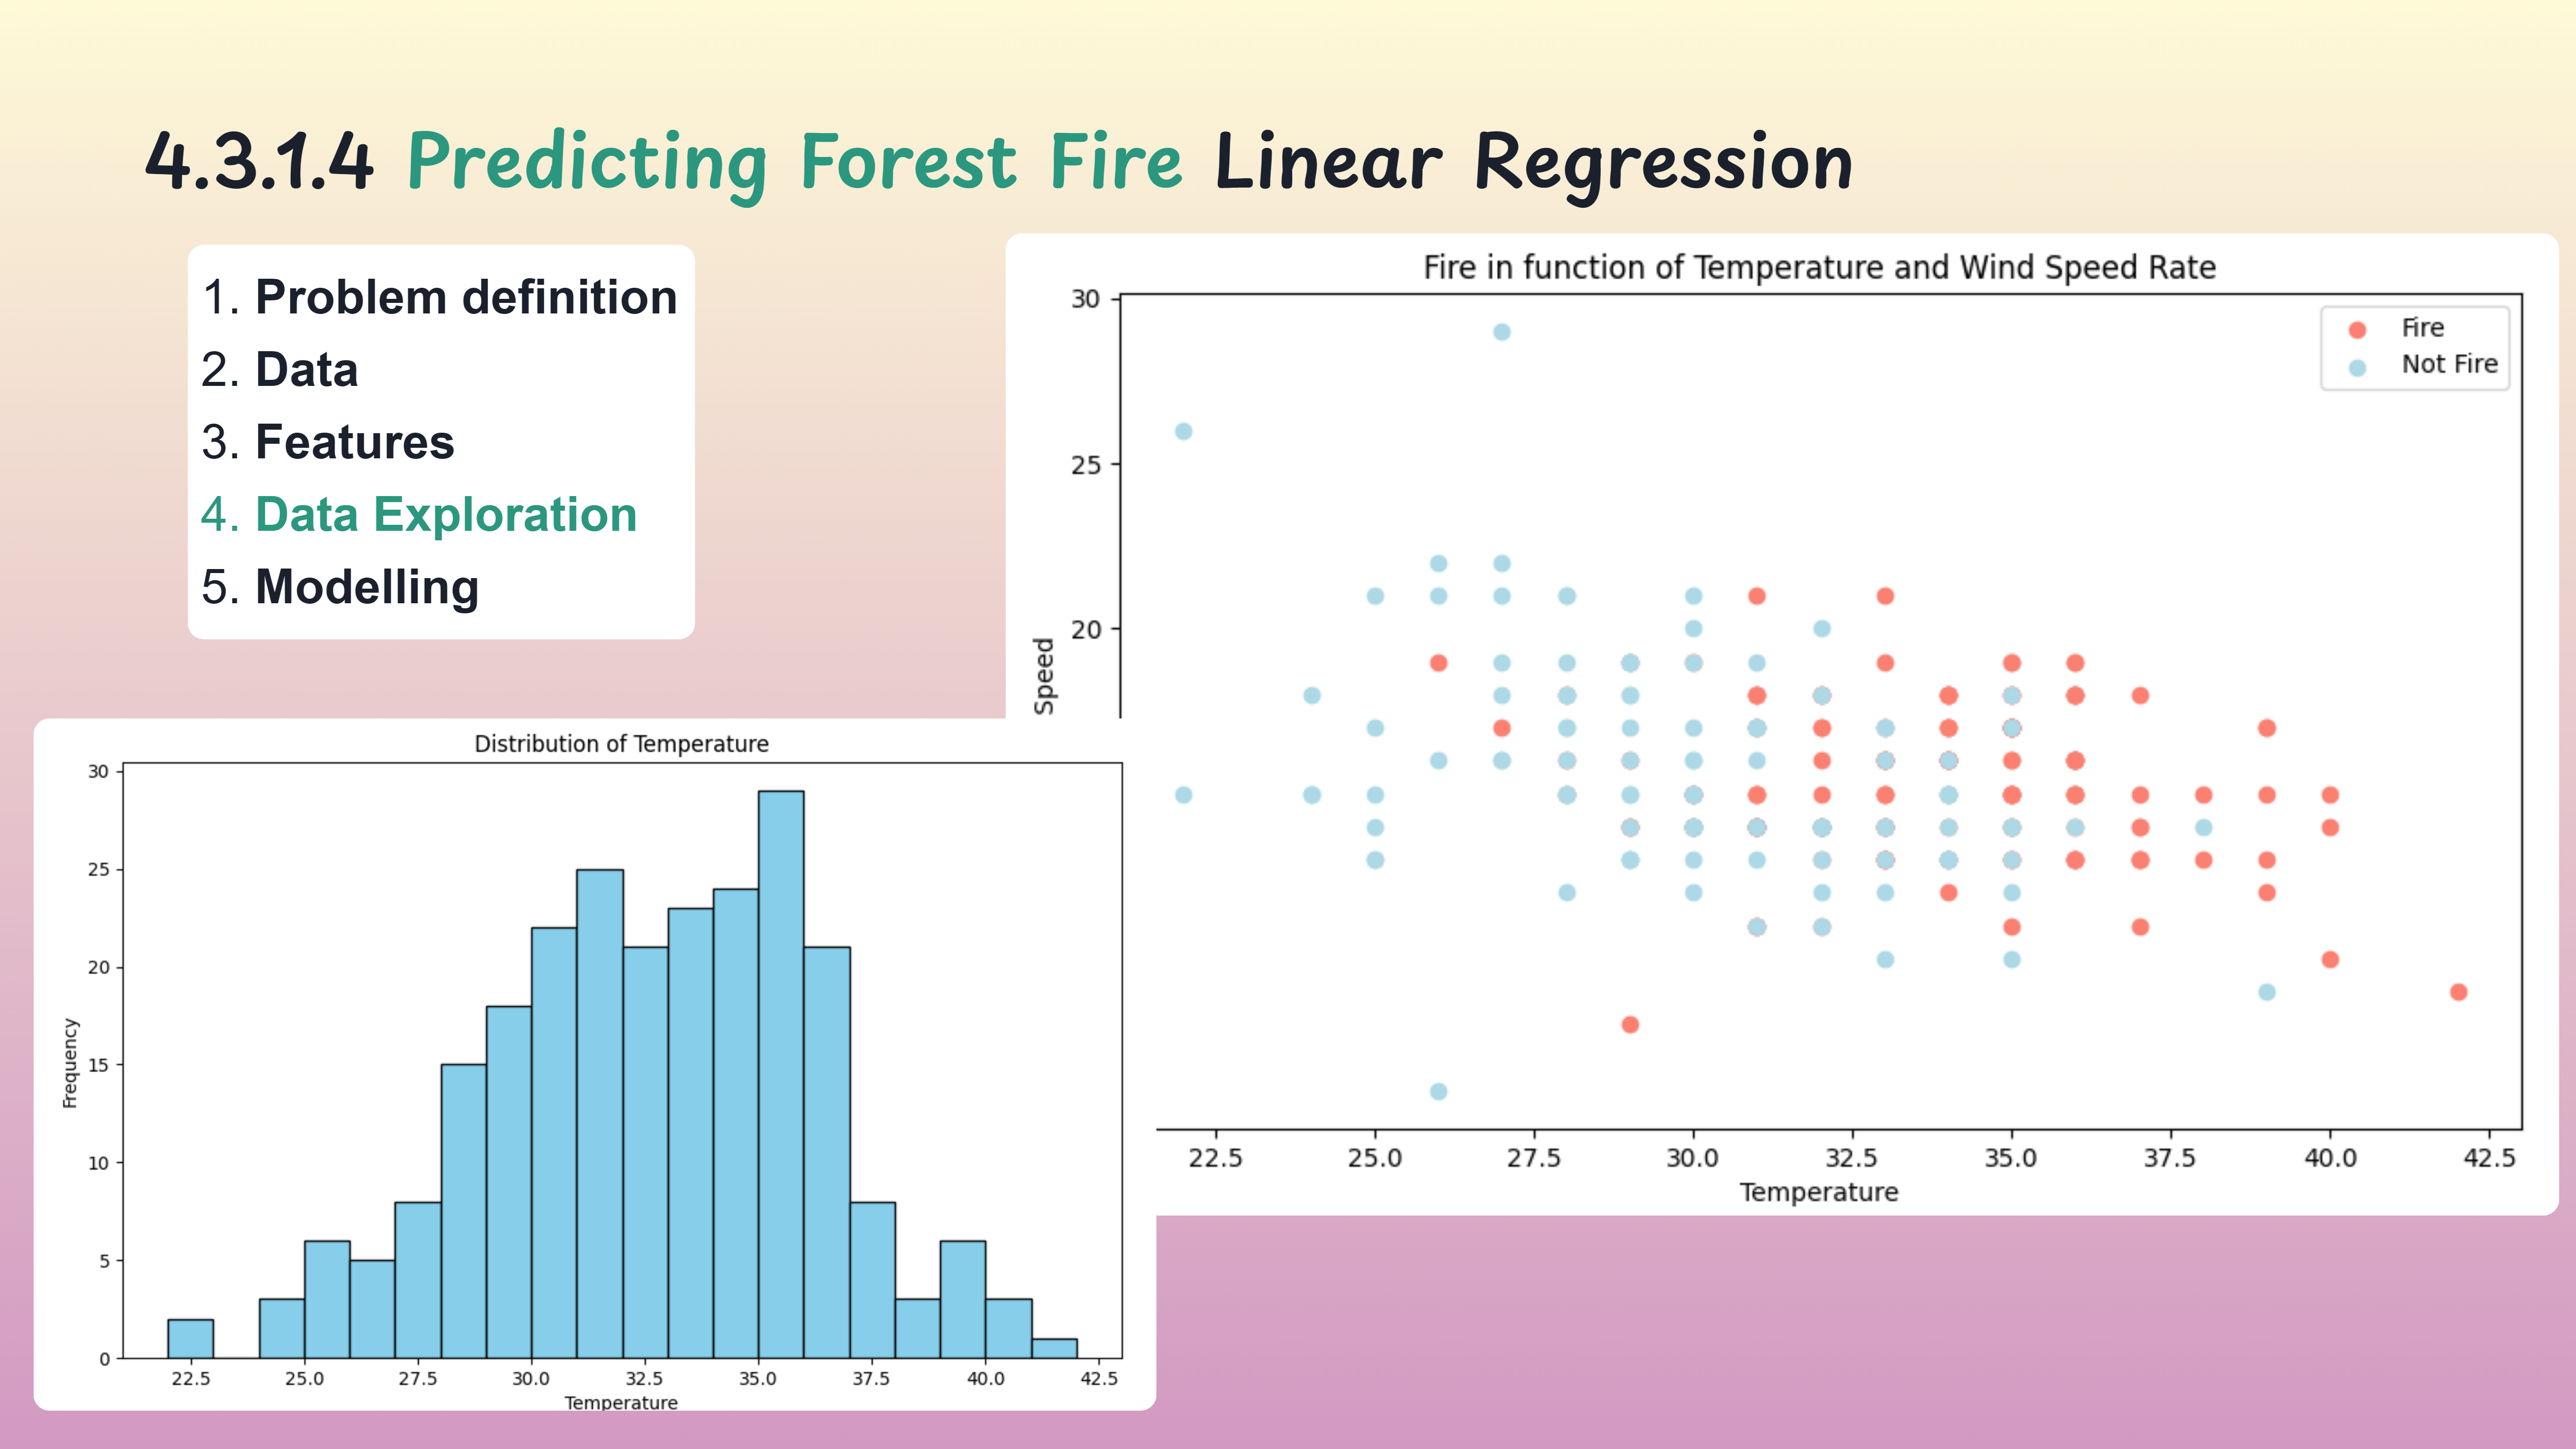 4.3.1.4 Predicting Forest Fire Linear Regression
1. Problem definition
2. Data
3. Features
4. Data Exploration
5. Modelling
Fire in function of Temperature and Wind Speed Rate
30
25
20
Speed
Fire
Not Fire
22.5 25.0 27.5 30.0 32.5 35.0 37.5 40.0 42.5
Temperature
Distribution of Temperature
30
25
20
15
10
5
0
Frequency
22.5 25.0 27.5 30.0 32.5 35.0 37.5 40.0 42.5
Temperature